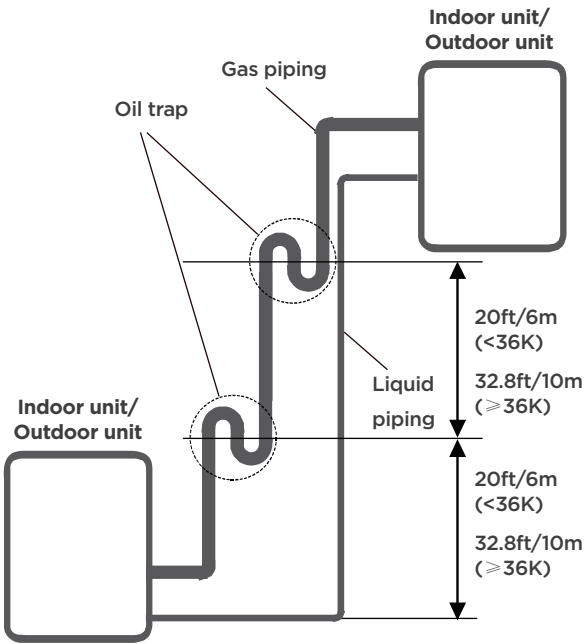 Indoor unit/
Outdoor unit
Gas piping
Oil trap
20ft/6m
(<36K)
32.8ft/10m
(⩾36K)
Liquid
piping
Indoor unit/
Outdoor unit
20ft/6m
(<36K)
32.8ft/10m
(⩾36K)